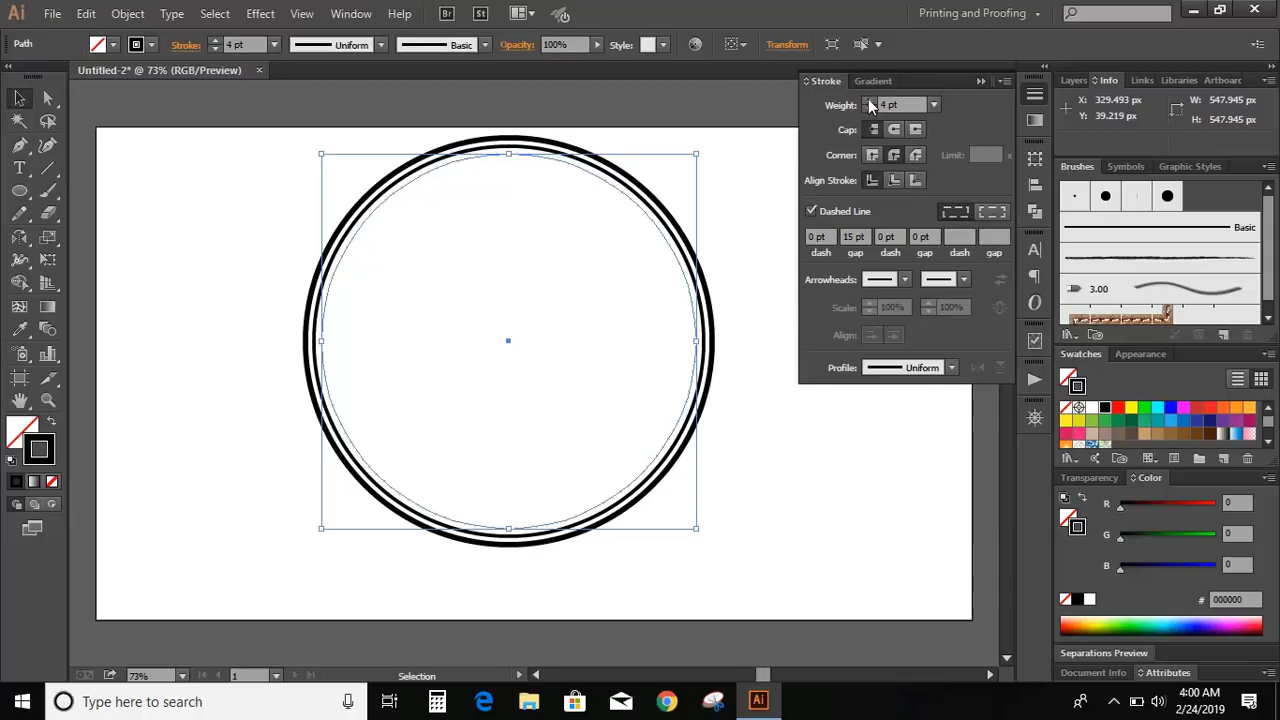 Ai File Edit Object Type Select Effect View Window Help Br St Printing and Proofing
Path Stroke: 4 pt Uniform Basic Opacity: 100% Style: Transform
Untitled-2* @ 73% (RGB/Preview) ×
Stroke Gradient
Weight: 4 pt
Cap:
Corner: Limit:
Align Stroke:
Dashed Line
0 pt 15 pt 0 pt 0 pt
dash gap dash gap dash gap
Arrowheads:
Scale: 100% 100%
Align:
Profile: Uniform
Layers Info Links Libraries Artboarc
X: 329.493 px
Y: 39.219 px
W: 547.945 px
H: 547.945 px
Brushes Symbols Graphic Styles
Basic
3.00
Swatches Appearance
Transparency Color
R 0
G 0
B 0
# 000000
Separations Preview
Document Info Attributes
73% 1 Selection
Type here to search
Ai
4:00 AM
2/24/2019